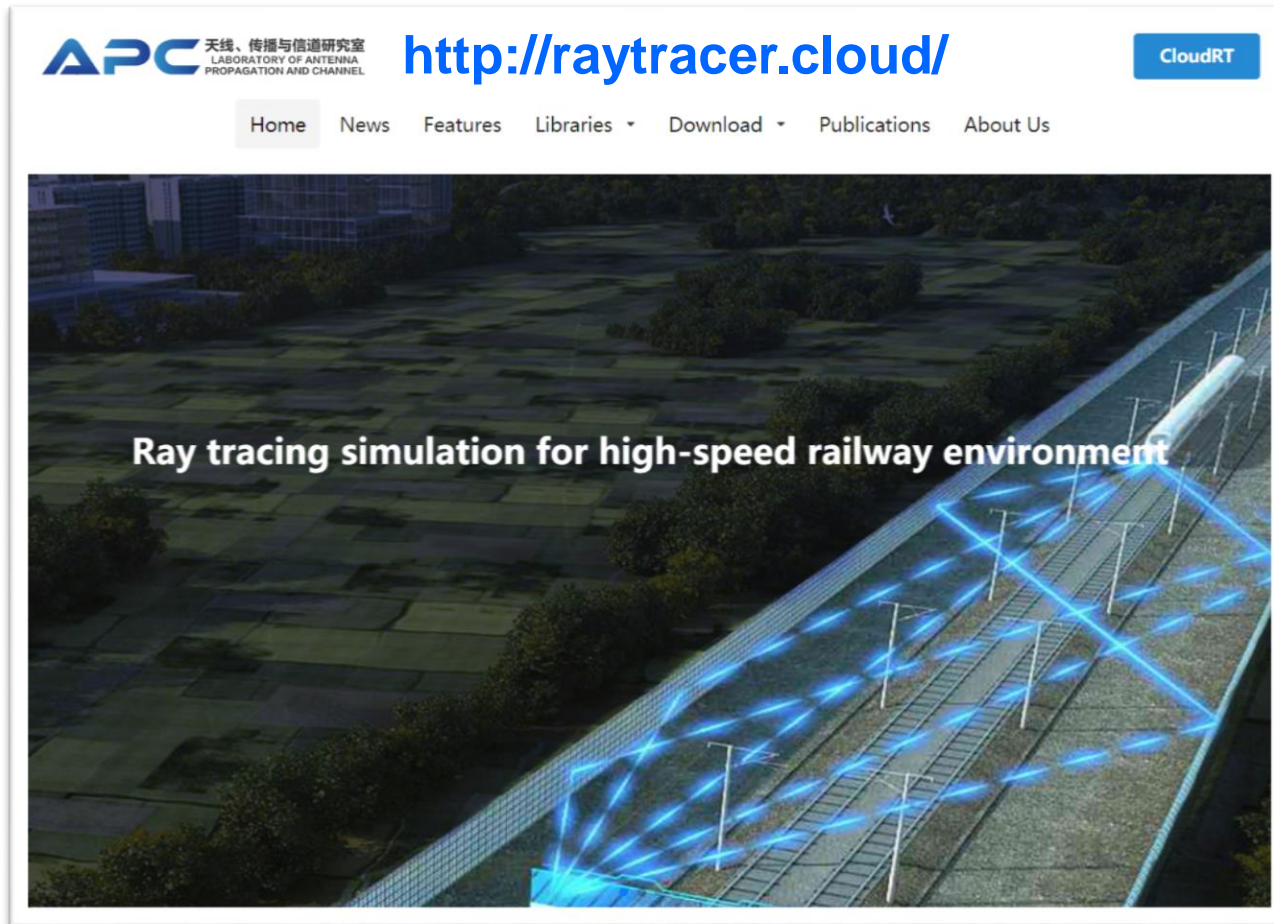 APC
天线、传播与信道研究室
LABORATORY OF ANTENNA
PROPAGATION AND CHANNEL
http://raytracer.cloud/
CloudRT
Home News Features Libraries Download Publications About Us
Ray tracing simulation for high-speed railway environment